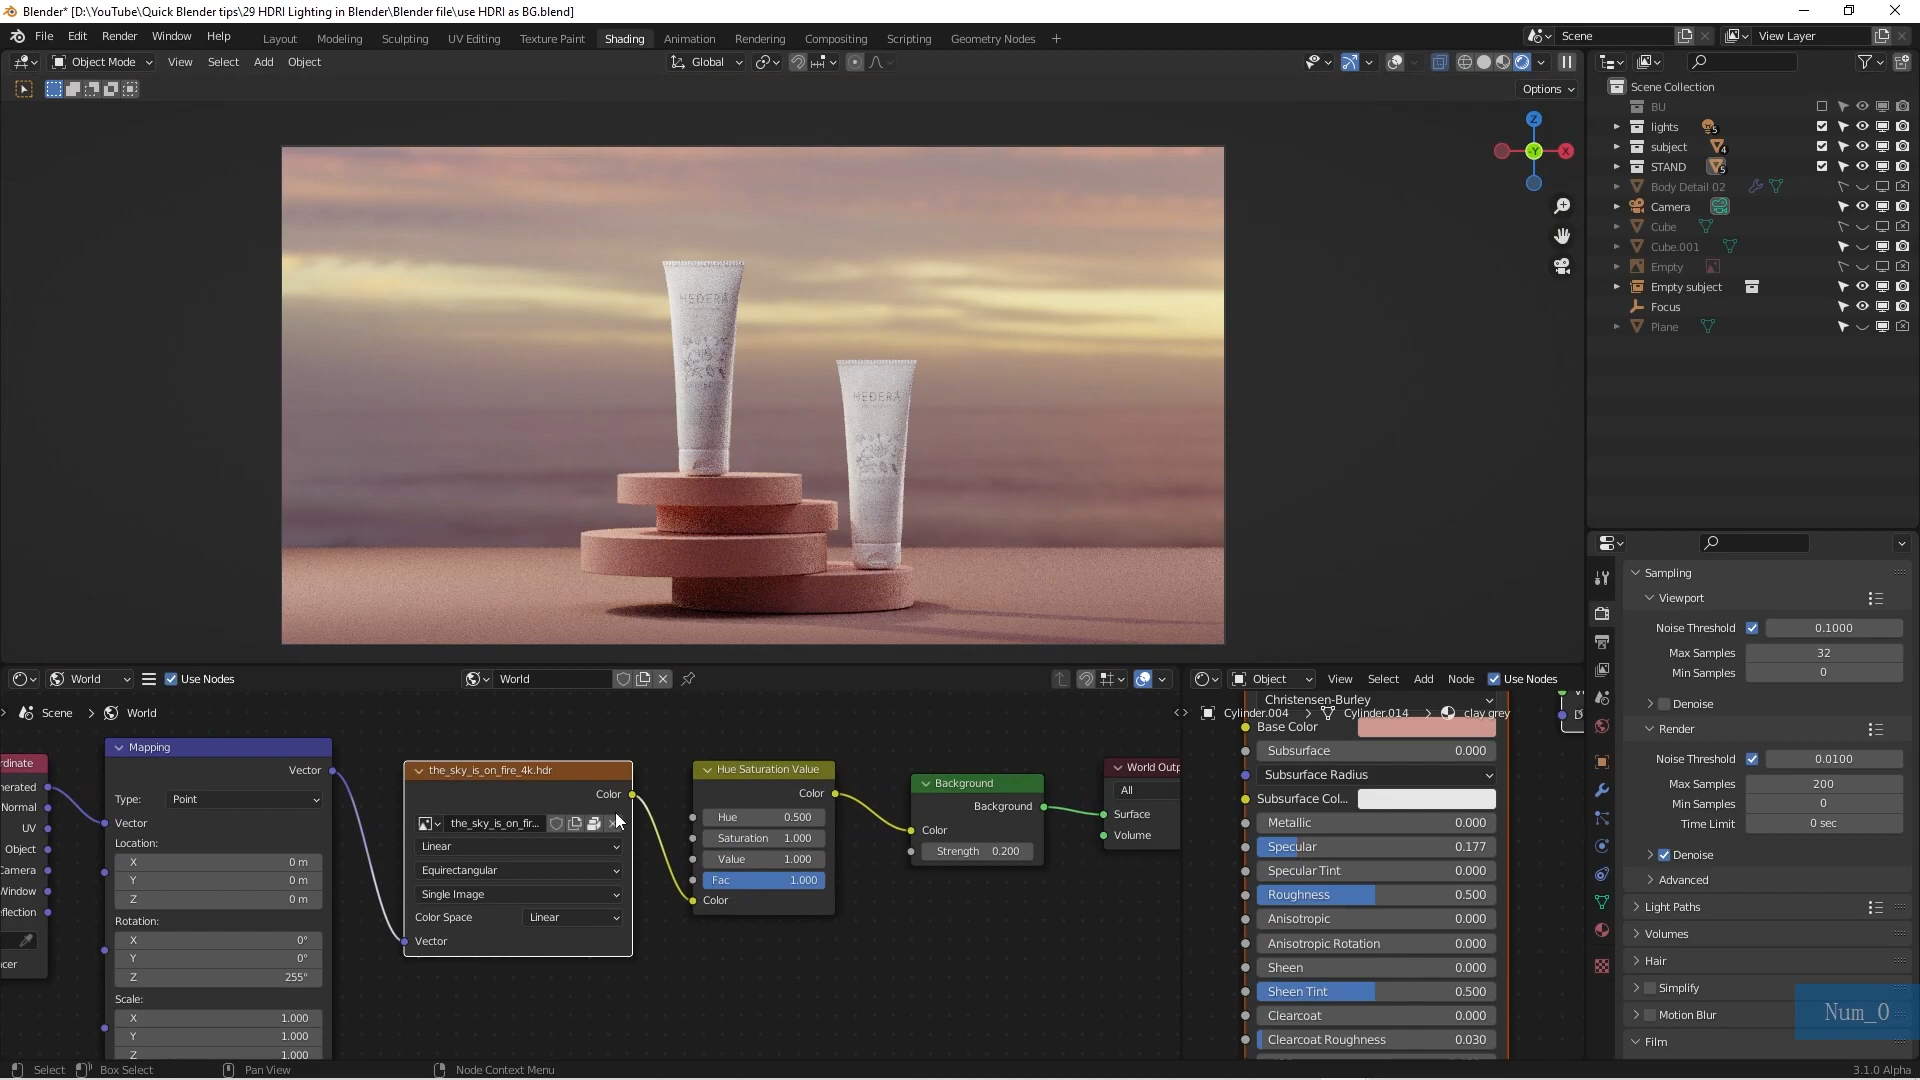 Blender* [D:\YouTube\Quick Blender tips\29 HDRI Lighting in Blender\Blender file\use HDRI as BG.blend]
File Edit Render Window Help Layout Modeling Sculpting UV Editing Texture Paint Shading Animation Rendering Compositing Scripting Geometry Nodes + Scene View Layer
Object Mode View Select Add Object Global
Options
Z
-Y X
HEDERA
HEDERA
Scene Collection
BU
lights 5
subject 4
STAND 5
Body Detail 02
Camera
Cube
Cube.001
Empty
Empty subject
Focus
Plane
World Use Nodes World
Scene > World
rdinate
nerated
Normal
UV
Object
Camera
Window
flection
cer
Mapping
Vector
Type: Point
Vector
Location:
X 0 m
Y 0 m
Z 0 m
Rotation:
X 0°
Y 0°
Z 255°
Scale:
X 1.000
Y 1.000
Z 1.000
the_sky_is_on_fire_4k.hdr
Color
the_sky_is_on_fir...
Linear
Equirectangular
Single Image
Color Space Linear
Vector
Hue Saturation Value
Color
Hue 0.500
Saturation 1.000
Value 1.000
Fac 1.000
Color
Background
Background
Color
Strength 0.200
World Outp
All
Surface
Volume
Object View Select Add Node Use Nodes
Christensen-Burley
Cylinder.004 > Cylinder.014 > clay grey
Base Color
Subsurface 0.000
Subsurface Radius
Subsurface Col...
Metallic 0.000
Specular 0.177
Specular Tint 0.000
Roughness 0.500
Anisotropic 0.000
Anisotropic Rotation 0.000
Sheen 0.000
Sheen Tint 0.500
Clearcoat 0.000
Clearcoat Roughness 0.030
Sampling
Viewport
Noise Threshold 0.1000
Max Samples 32
Min Samples 0
Denoise
Render
Noise Threshold 0.0100
Max Samples 200
Min Samples 0
Time Limit 0 sec
Denoise
Advanced
Light Paths
Volumes
Hair
Simplify
Motion Blur
Film
Num_0
Select Box Select Pan View Node Context Menu 3.1.0 Alpha